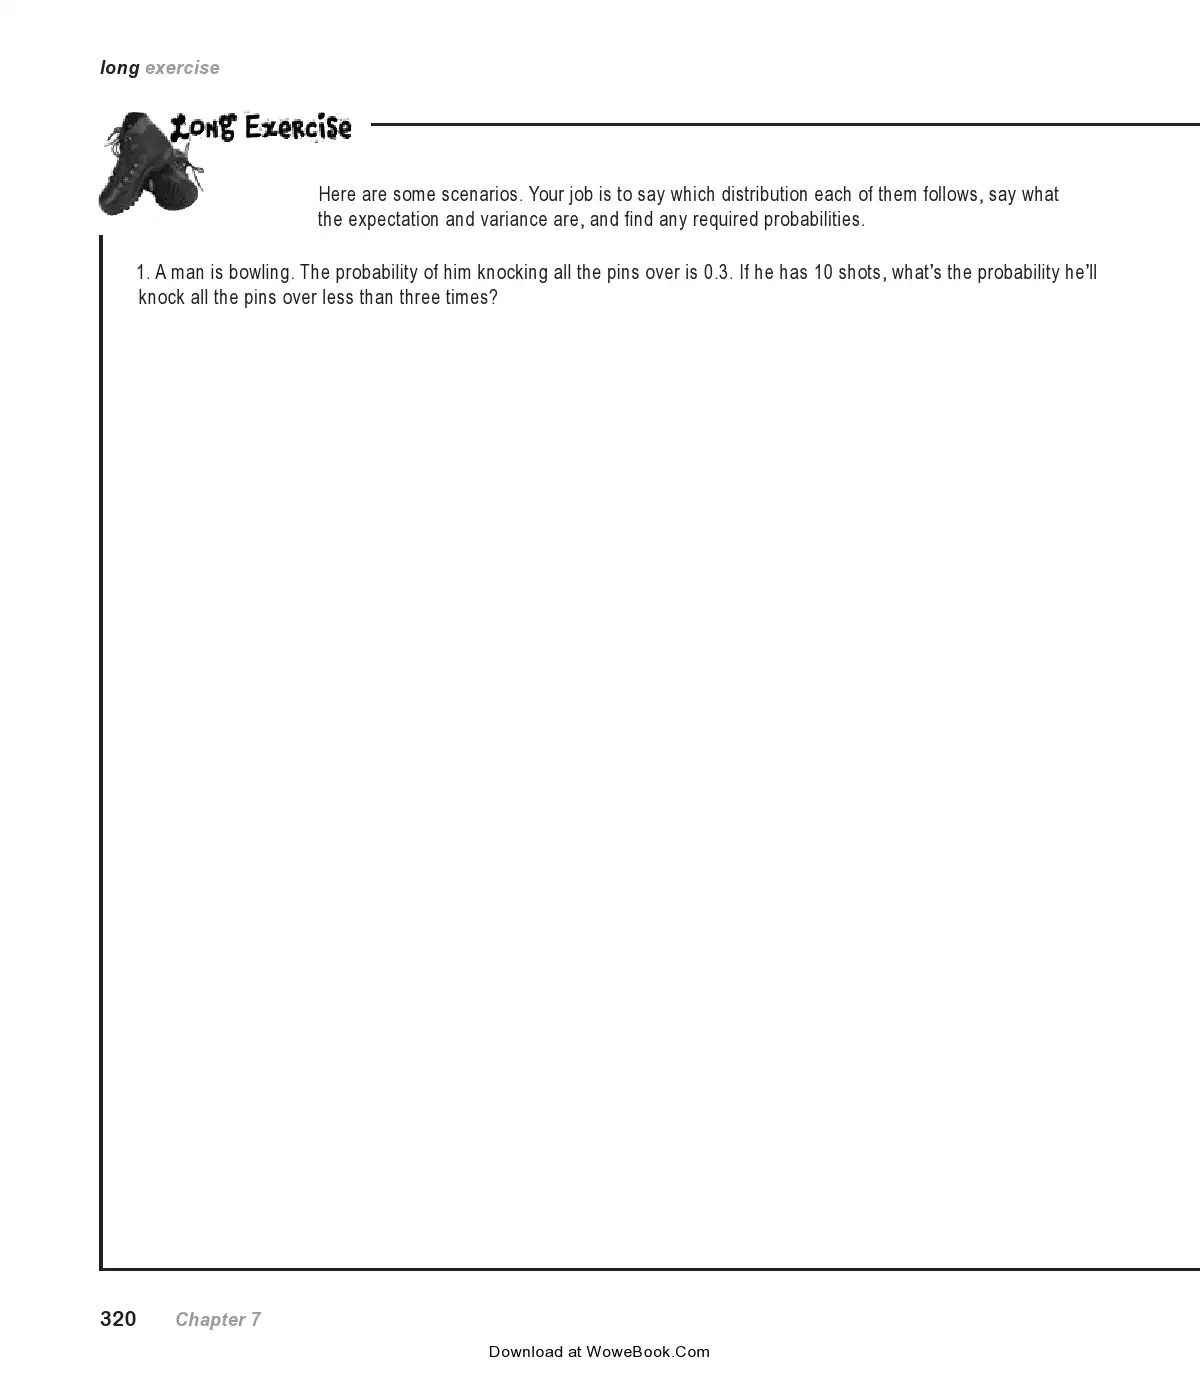 long exercise
Long Exercise
Here are some scenarios. Your job is to say which distribution each of them follows, say what
the expectation and variance are, and find any required probabilities.
1. A man is bowling. The probability of him knocking all the pins over is 0.3. If he has 10 shots, what’s the probability he’ll
knock all the pins over less than three times?
320 Chapter 7
Download at WoweBook.Com